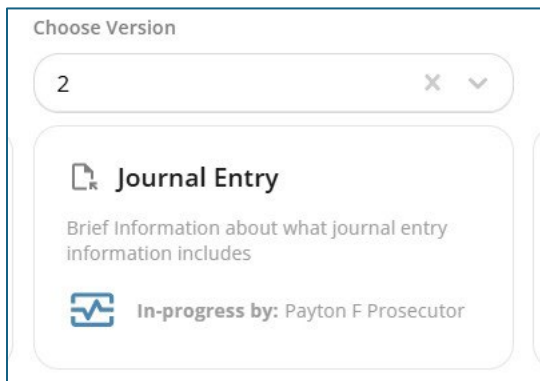 Choose Version
2
Journal Entry
Brief Information about what journal entry
information includes
In-progress by: Payton F Prosecutor